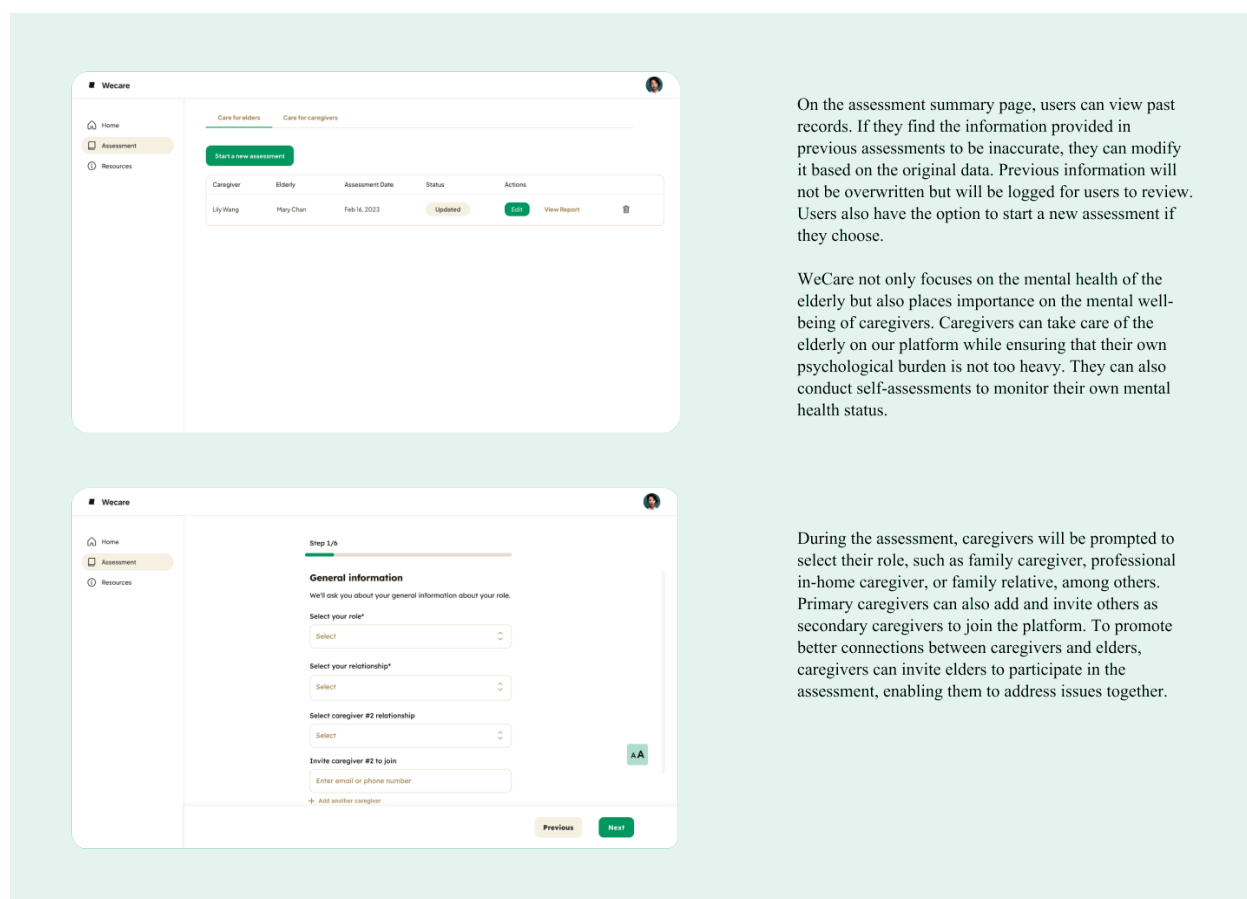 Wecare
Home
Assessment
Resources
Care for elders
Care for caregivers
Start a new assessment
Caregiver Elderly Assessment Date Status Actions
Lily Wang Mary Chan Feb 16, 2023 Updated Edit View Report
On the assessment summary page, users can view past
records. If they find the information provided in
previous assessments to be inaccurate, they can modify
it based on the original data. Previous information will
not be overwritten but will be logged for users to review.
Users also have the option to start a new assessment if
they choose.
WeCare not only focuses on the mental health of the
elderly but also places importance on the mental well-
being of caregivers. Caregivers can take care of the
elderly on our platform while ensuring that their own
psychological burden is not too heavy. They can also
conduct self-assessments to monitor their own mental
health status.
Wecare
Home
Assessment
Resources
Step 1/6
General information
We'll ask you about your general information about your role.
Select your role*
Select
Select your relationship*
Select
Select caregiver #2 relationship
Select
Invite caregiver #2 to join
Enter email or phone number
+ Add another caregiver
AA
Previous
Next
During the assessment, caregivers will be prompted to
select their role, such as family caregiver, professional
in-home caregiver, or family relative, among others.
Primary caregivers can also add and invite others as
secondary caregivers to join the platform. To promote
better connections between caregivers and elders,
caregivers can invite elders to participate in the
assessment, enabling them to address issues together.